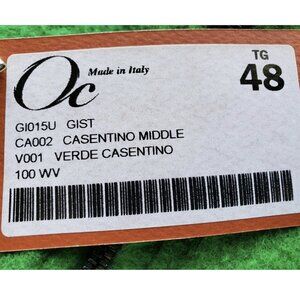 Oc Made in Italy
TG
48
GI015U GIST
CA002 CASENTINO MIDDLE
V001 VERDE CASENTINO
100 WV